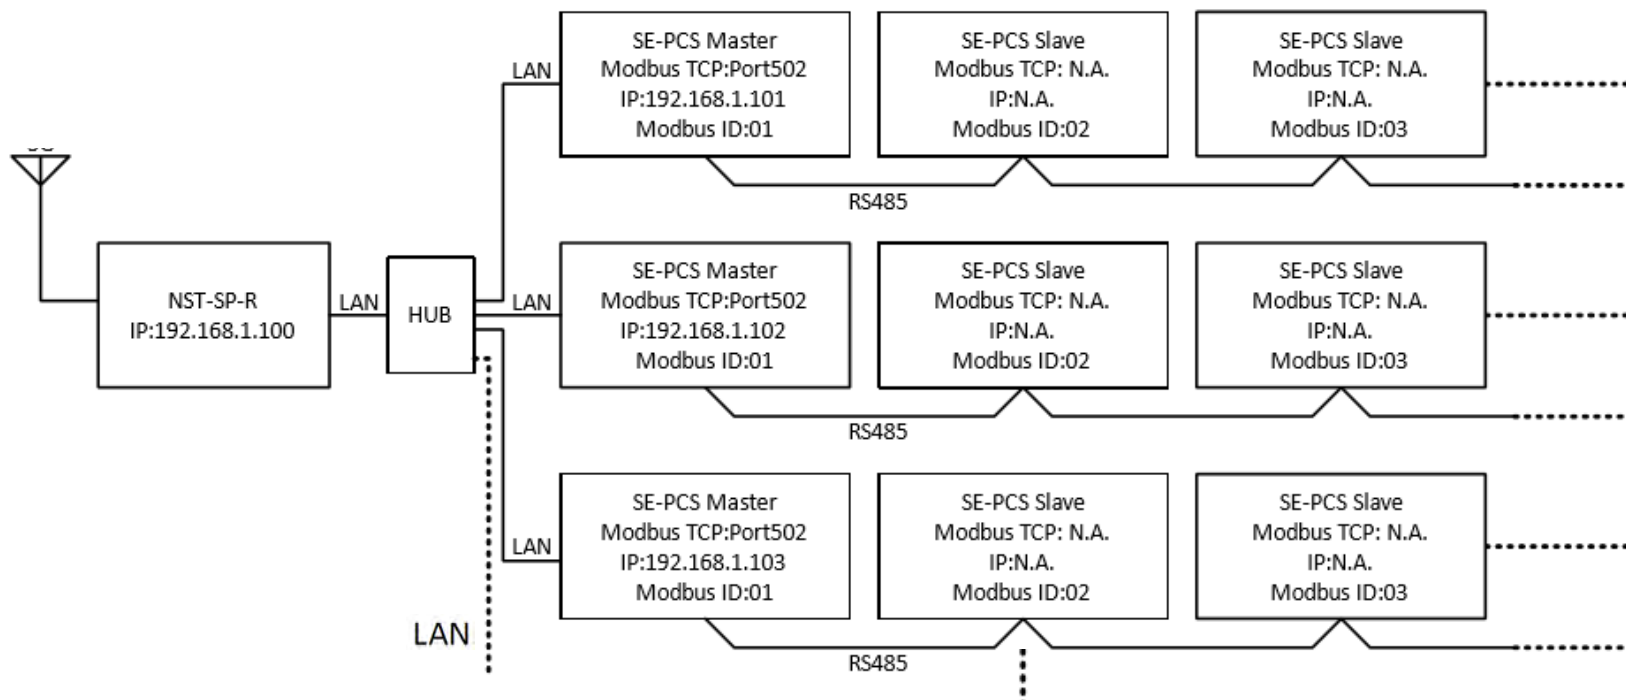 SE-PCS Master
Modbus TCP:Port502
IP:192.168.1.101
Modbus ID:01
SE-PCS Slave
Modbus TCP: N.A.
IP:N.A.
Modbus ID:02
SE-PCS Slave
Modbus TCP: N.A.
IP:N.A.
Modbus ID:03
LAN
RS485
NST-SP-R
IP:192.168.1.100
LAN
HUB
LAN
SE-PCS Master
Modbus TCP:Port502
IP:192.168.1.102
Modbus ID:01
SE-PCS Slave
Modbus TCP: N.A.
IP:N.A.
Modbus ID:02
SE-PCS Slave
Modbus TCP: N.A.
IP:N.A.
Modbus ID:03
RS485
LAN
SE-PCS Master
Modbus TCP:Port502
IP:192.168.1.103
Modbus ID:01
SE-PCS Slave
Modbus TCP: N.A.
IP:N.A.
Modbus ID:02
SE-PCS Slave
Modbus TCP: N.A.
IP:N.A.
Modbus ID:03
LAN
RS485